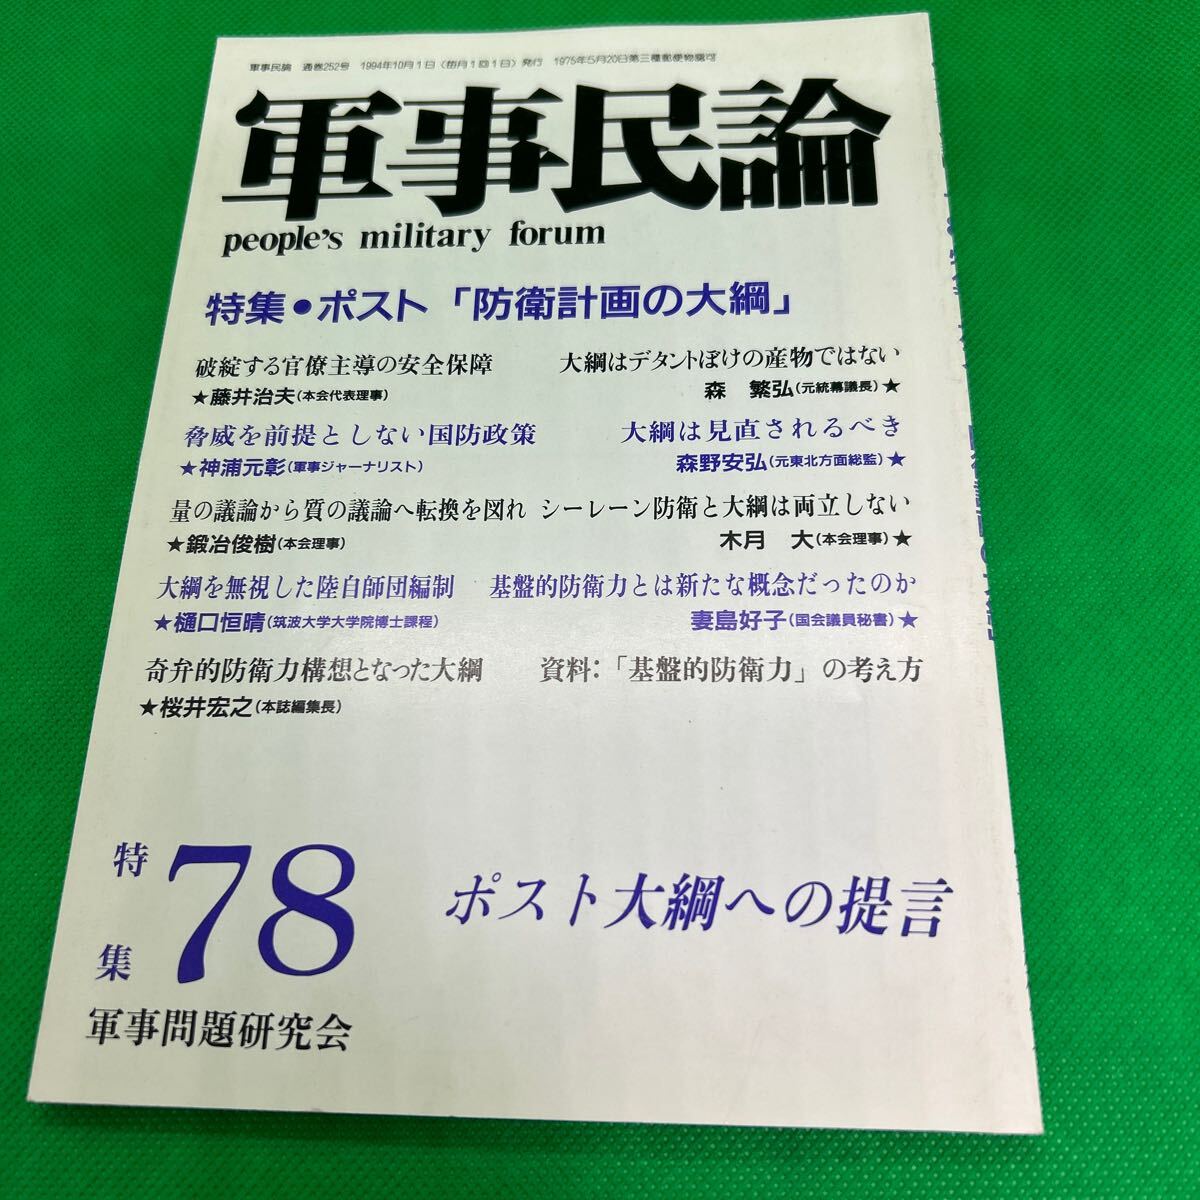 軍事民論　通巻252号　1994年10月1日（毎月1回1日）発行　1975年5月20日第三種郵便物認可
軍事民論
people's military forum
特集・ポスト「防衛計画の大綱」
破綻する官僚主導の安全保障
★藤井治夫（本会代表理事）
大綱はデタントぼけの産物ではない
森　繁弘（元統幕議長）★
脅威を前提としない国防政策
★神浦元彰（軍事ジャーナリスト）
大綱は見直されるべき
森野安弘（元東北方面総監）★
量の議論から質の議論へ転換を図れ
★鍛冶俊樹（本会理事）
シーレーン防衛と大綱は両立しない
木月　大（本会理事）★
大綱を無視した陸自師団編制
★樋口恒晴（筑波大学大学院博士課程）
基盤的防衛力とは新たな概念だったのか
妻島好子（国会議員秘書）★
奇弁的防衛力構想となった大綱
★桜井宏之（本誌編集長）
資料：「基盤的防衛力」の考え方
特集
78
ポスト大綱への提言
軍事問題研究会